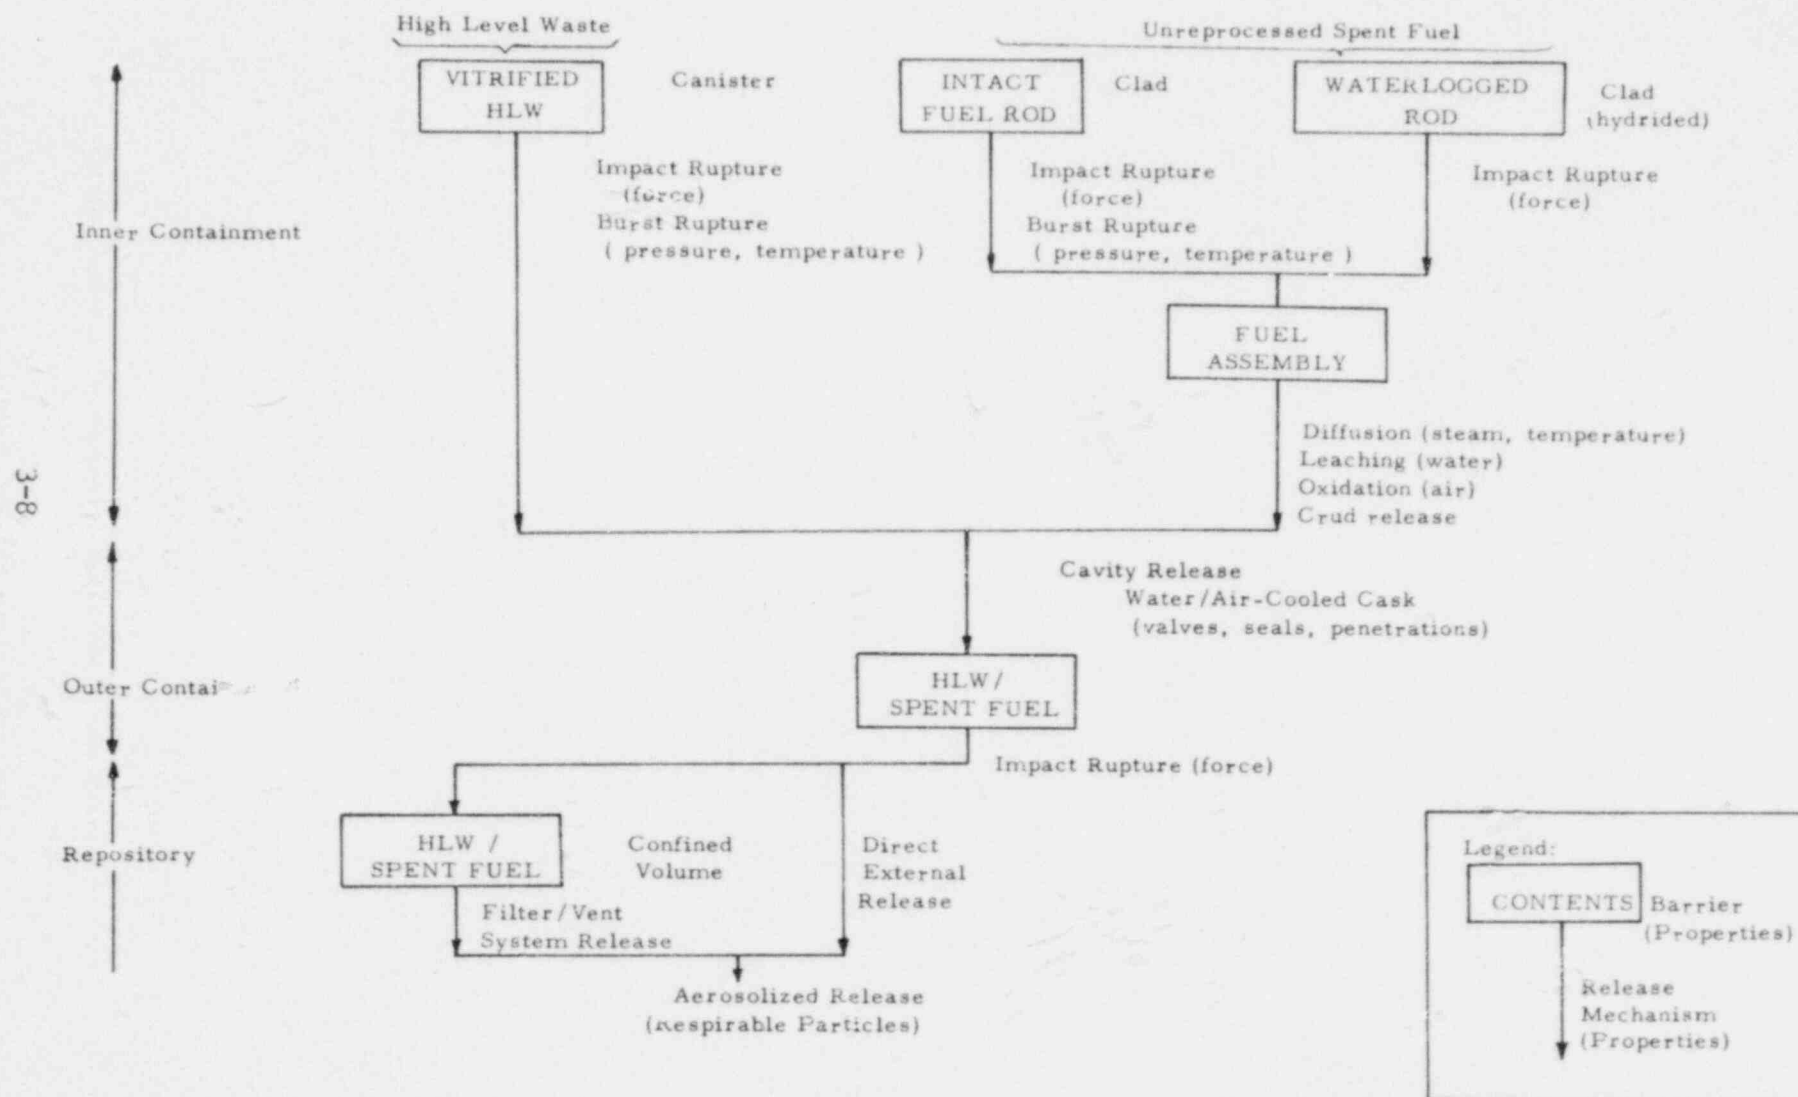 High Level Waste
Unreprocessed Spent Fuel
VITRIFIED
HLW
Canister
INTACT
FUEL ROD
Clad
WATERLOGGED
ROD
Clad
(hydrided)
Impact Rupture
(force)
Burst Rupture
( pressure, temperature )
Impact Rupture
(force)
Burst Rupture
( pressure, temperature )
Impact Rupture
(force)
Inner Containment
FUEL
ASSEMBLY
Diffusion (steam, temperature)
Leaching (water)
Oxidation (air)
Crud release
3-8
Cavity Release
Water/Air-Cooled Cask
(valves, seals, penetrations)
Outer Contai
HLW/
SPENT FUEL
Impact Rupture (force)
Repository
HLW /
SPENT FUEL
Confined
Volume
Direct
External
Release
Filter/Vent
System Release
Aerosolized Release
(Respirable Particles)
Legend:
CONTENTS
Barrier
(Properties)
Release
Mechanism
(Properties)